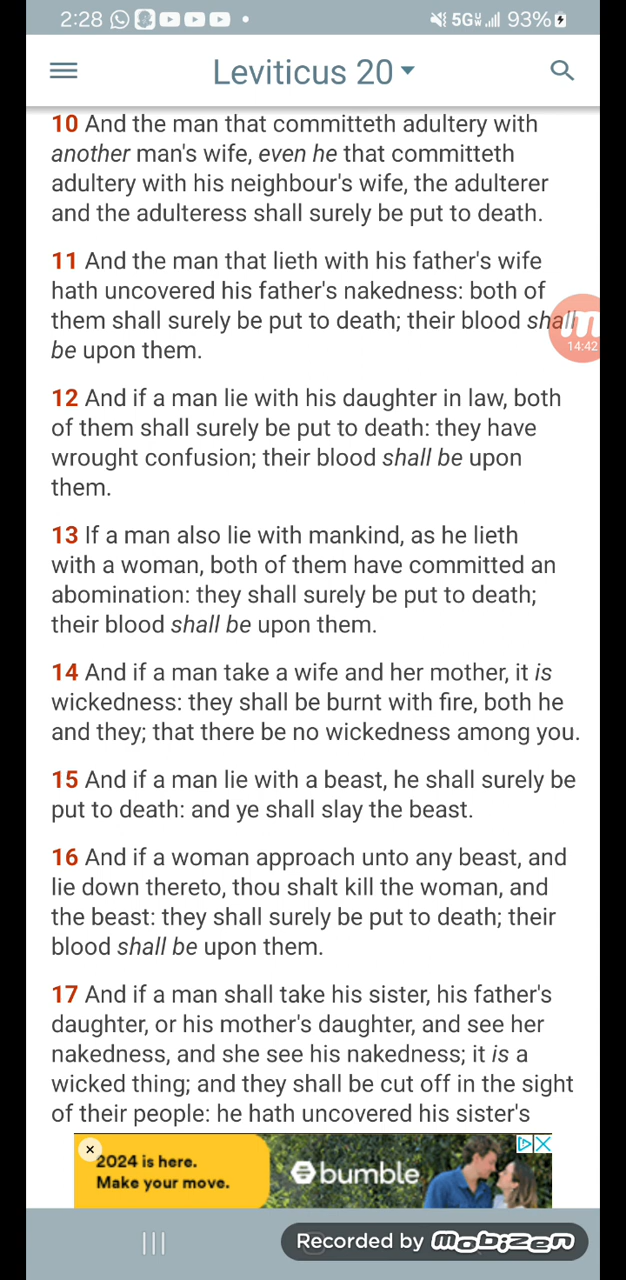 2:28 5G 93%
Leviticus 20
10 And the man that committeth adultery with
another man's wife, even he that committeth
adultery with his neighbour's wife, the adulterer
and the adulteress shall surely be put to death.
11 And the man that lieth with his father's wife
hath uncovered his father's nakedness: both of
them shall surely be put to death; their blood shall
be upon them.
14:42
12 And if a man lie with his daughter in law, both
of them shall surely be put to death: they have
wrought confusion; their blood shall be upon
them.
13 If a man also lie with mankind, as he lieth
with a woman, both of them have committed an
abomination: they shall surely be put to death;
their blood shall be upon them.
14 And if a man take a wife and her mother, it is
wickedness: they shall be burnt with fire, both he
and they; that there be no wickedness among you.
15 And if a man lie with a beast, he shall surely be
put to death: and ye shall slay the beast.
16 And if a woman approach unto any beast, and
lie down thereto, thou shalt kill the woman, and
the beast: they shall surely be put to death; their
blood shall be upon them.
17 And if a man shall take his sister, his father's
daughter, or his mother's daughter, and see her
nakedness, and she see his nakedness; it is a
wicked thing; and they shall be cut off in the sight
of their people: he hath uncovered his sister's
2024 is here.
Make your move.
bumble
Recorded by mobizen